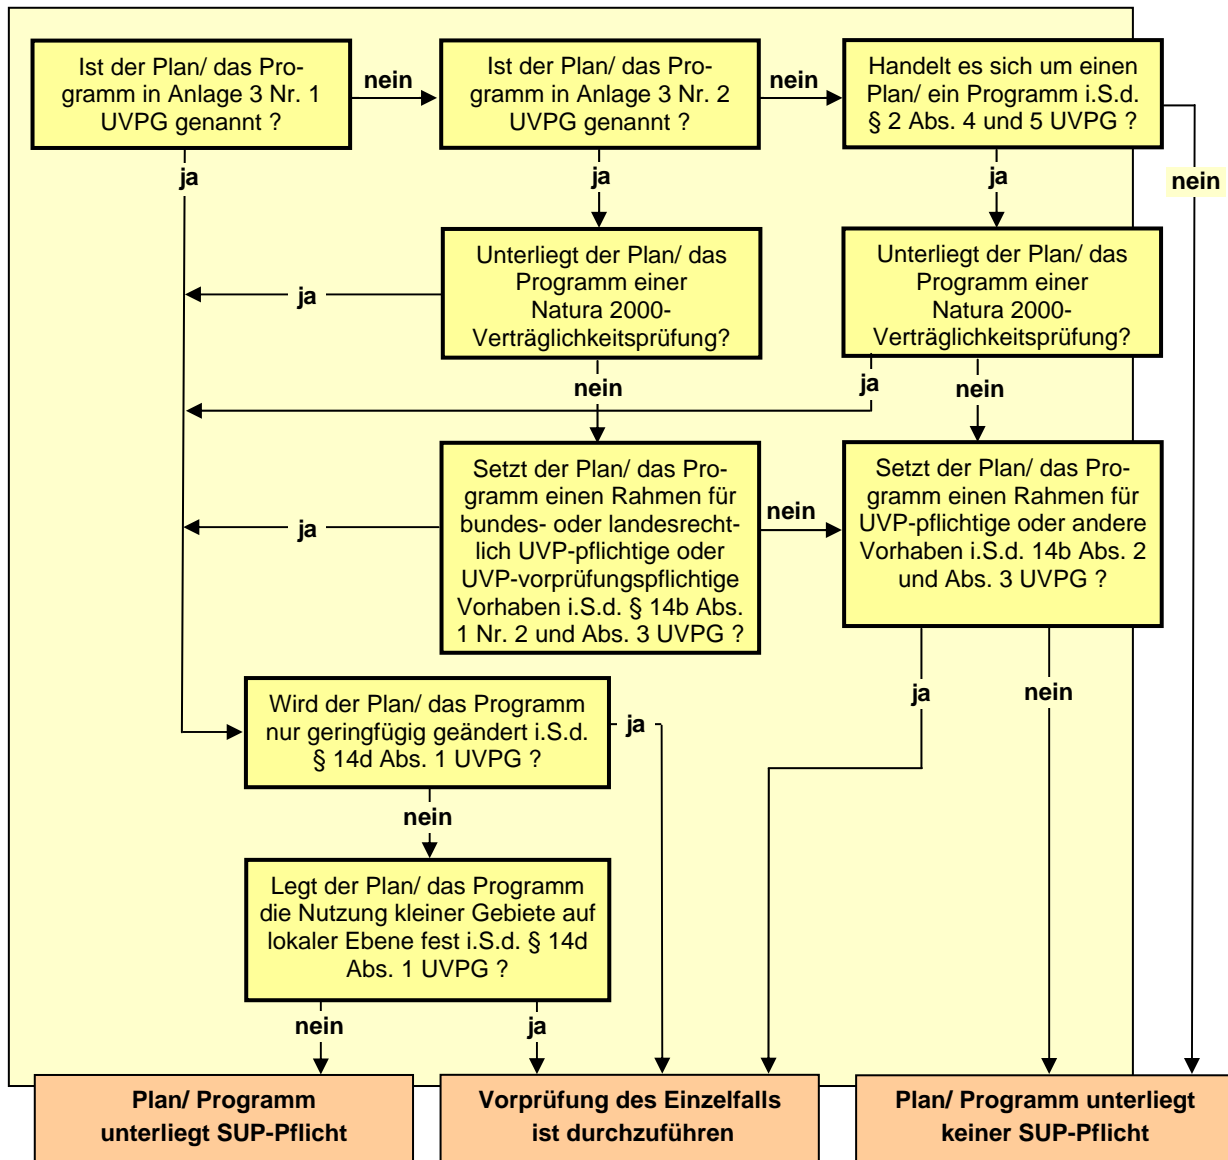 Ist der Plan/ das Pro-
gramm in Anlage 3 Nr. 1
UVPG genannt ?
nein
Ist der Plan/ das Pro-
gramm in Anlage 3 Nr. 2
UVPG genannt ?
nein
Handelt es sich um einen
Plan/ ein Programm i.S.d.
§ 2 Abs. 4 und 5 UVPG ?
ja
ja
ja
nein
Unterliegt der Plan/ das
Programm einer
Natura 2000-
Verträglichkeitsprüfung?
ja
Unterliegt der Plan/ das
Programm einer
Natura 2000-
Verträglichkeitsprüfung?
nein
ja
nein
Setzt der Plan/ das Pro-
gramm einen Rahmen für
bundes- oder landesrecht-
lich UVP-pflichtige oder
UVP-vorprüfungspflichtige
Vorhaben i.S.d. § 14b Abs.
1 Nr. 2 und Abs. 3 UVPG ?
ja
nein
Setzt der Plan/ das Pro-
gramm einen Rahmen für
UVP-pflichtige oder andere
Vorhaben i.S.d. 14b Abs. 2
und Abs. 3 UVPG ?
ja
nein
Wird der Plan/ das Programm
nur geringfügig geändert i.S.d.
§ 14d Abs. 1 UVPG ?
ja
nein
Legt der Plan/ das Programm
die Nutzung kleiner Gebiete auf
lokaler Ebene fest i.S.d. § 14d
Abs. 1 UVPG ?
nein
ja
Plan/ Programm
unterliegt SUP-Pflicht
Vorprüfung des Einzelfalls
ist durchzuführen
Plan/ Programm unterliegt
keiner SUP-Pflicht